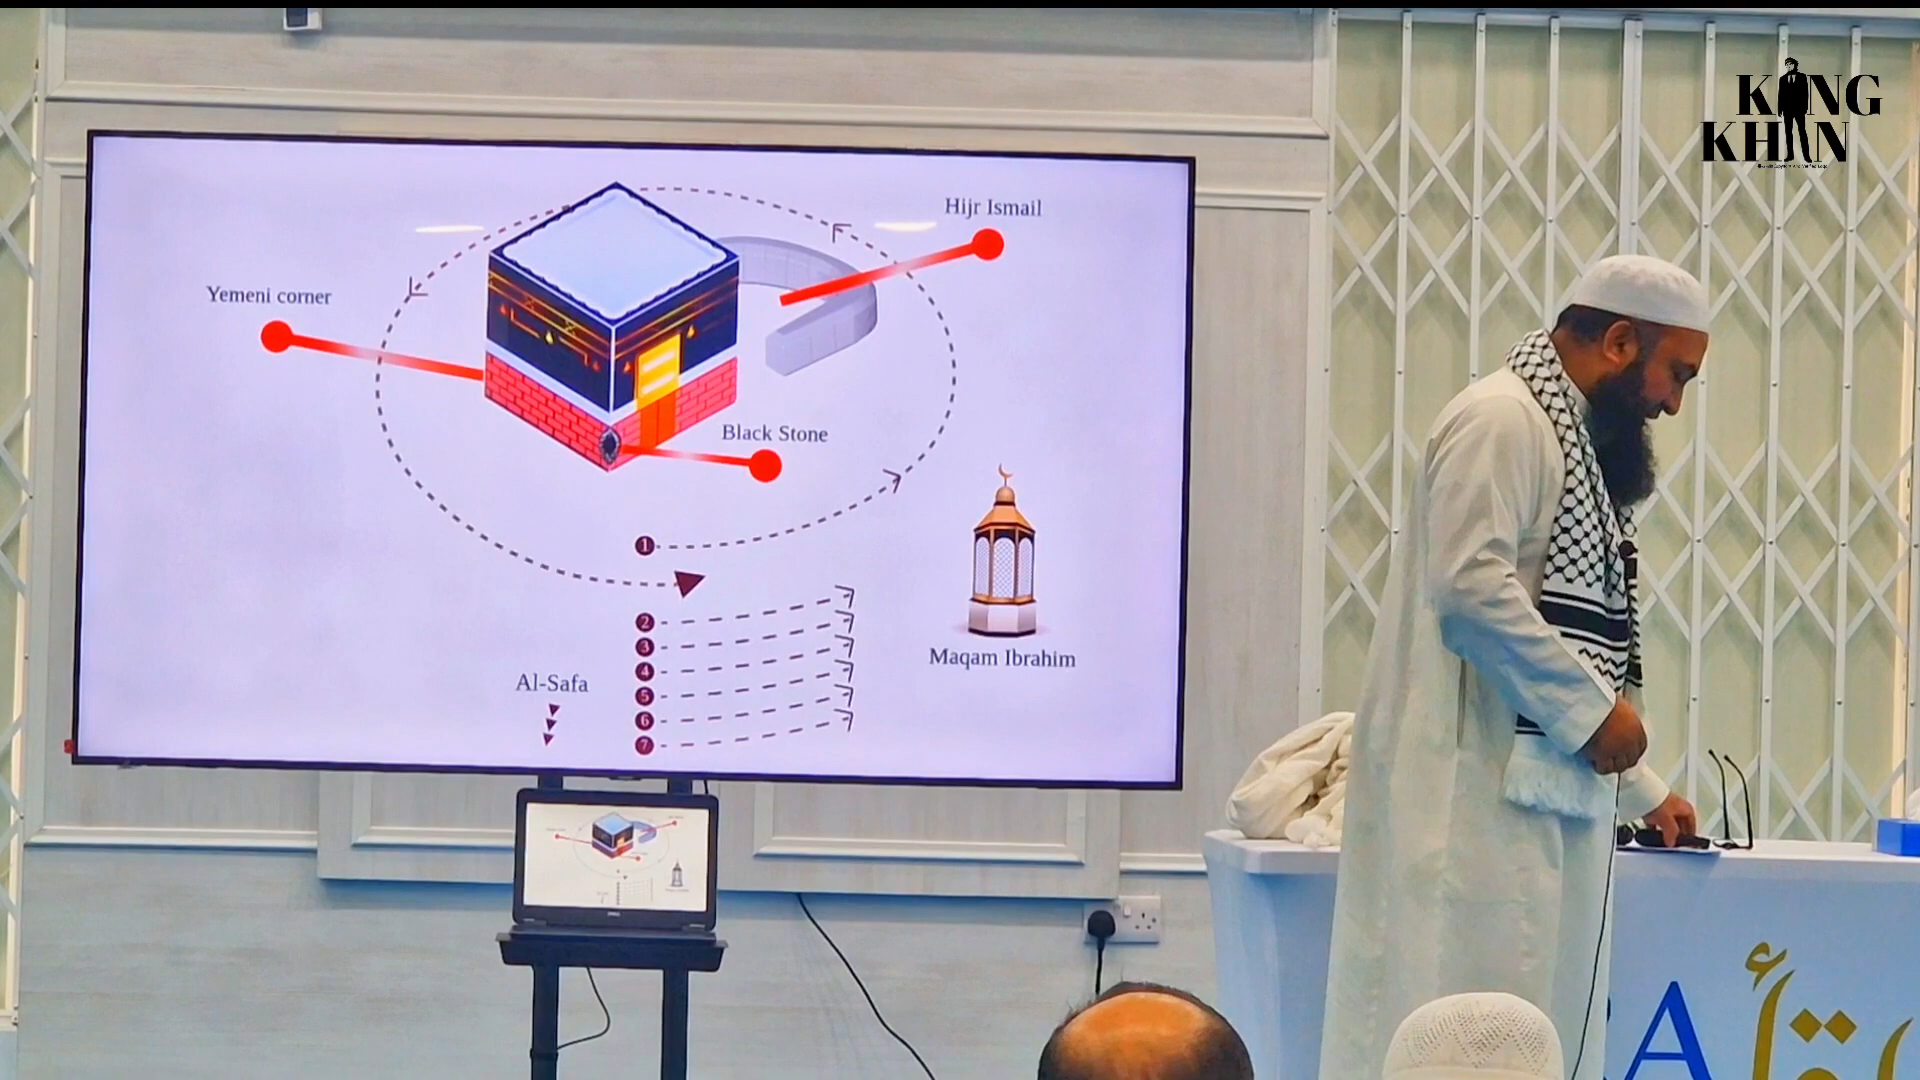 KING
KHAN
Hijr Ismail
Yemeni corner
Black Stone
1
2
3
4
5
6
7
Al-Safa
Maqam Ibrahim
A